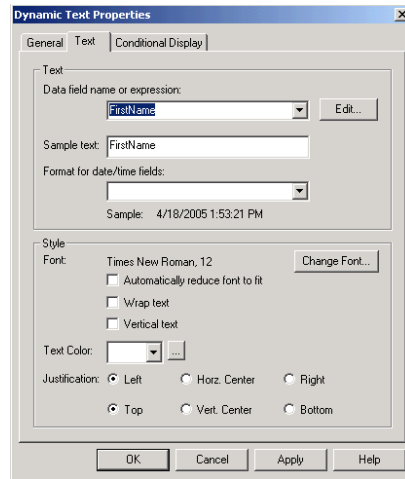 Dynamic Text Properties
General Text Conditional Display
Text
Data field name or expression:
FirstName Edit...
Sample text: FirstName
Format for date/time fields:
Sample: 4/18/2005 1:53:21 PM
Style
Font: Times New Roman, 12 Change Font...
Automatically reduce font to fit
Wrap text
Vertical text
Text Color: ...
Justification: Left Horz. Center Right
Top Vert. Center Bottom
OK Cancel Apply Help